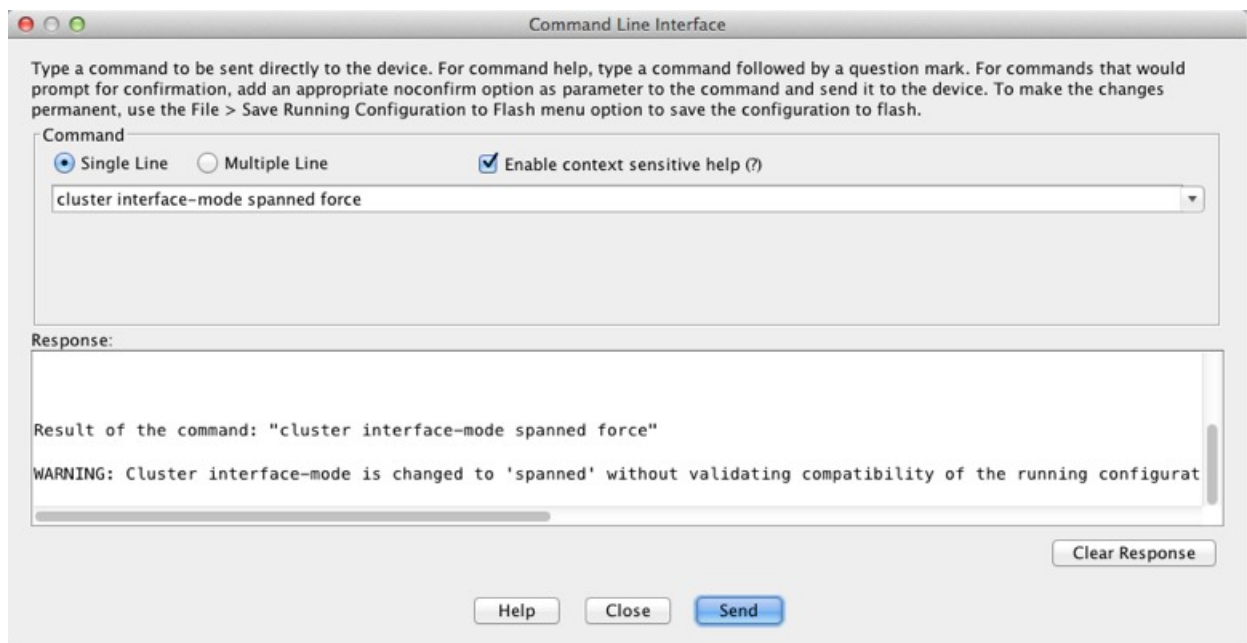 Command Line Interface
Type a command to be sent directly to the device. For command help, type a command followed by a question mark. For commands that would
prompt for confirmation, add an appropriate noconfirm option as parameter to the command and send it to the device. To make the changes
permanent, use the File > Save Running Configuration to Flash menu option to save the configuration to flash.
Command
Single Line Multiple Line Enable context sensitive help (?)
cluster interface-mode spanned force
Response:
Result of the command: "cluster interface-mode spanned force"
WARNING: Cluster interface-mode is changed to 'spanned' without validating compatibility of the running configurat
Clear Response
Help Close Send